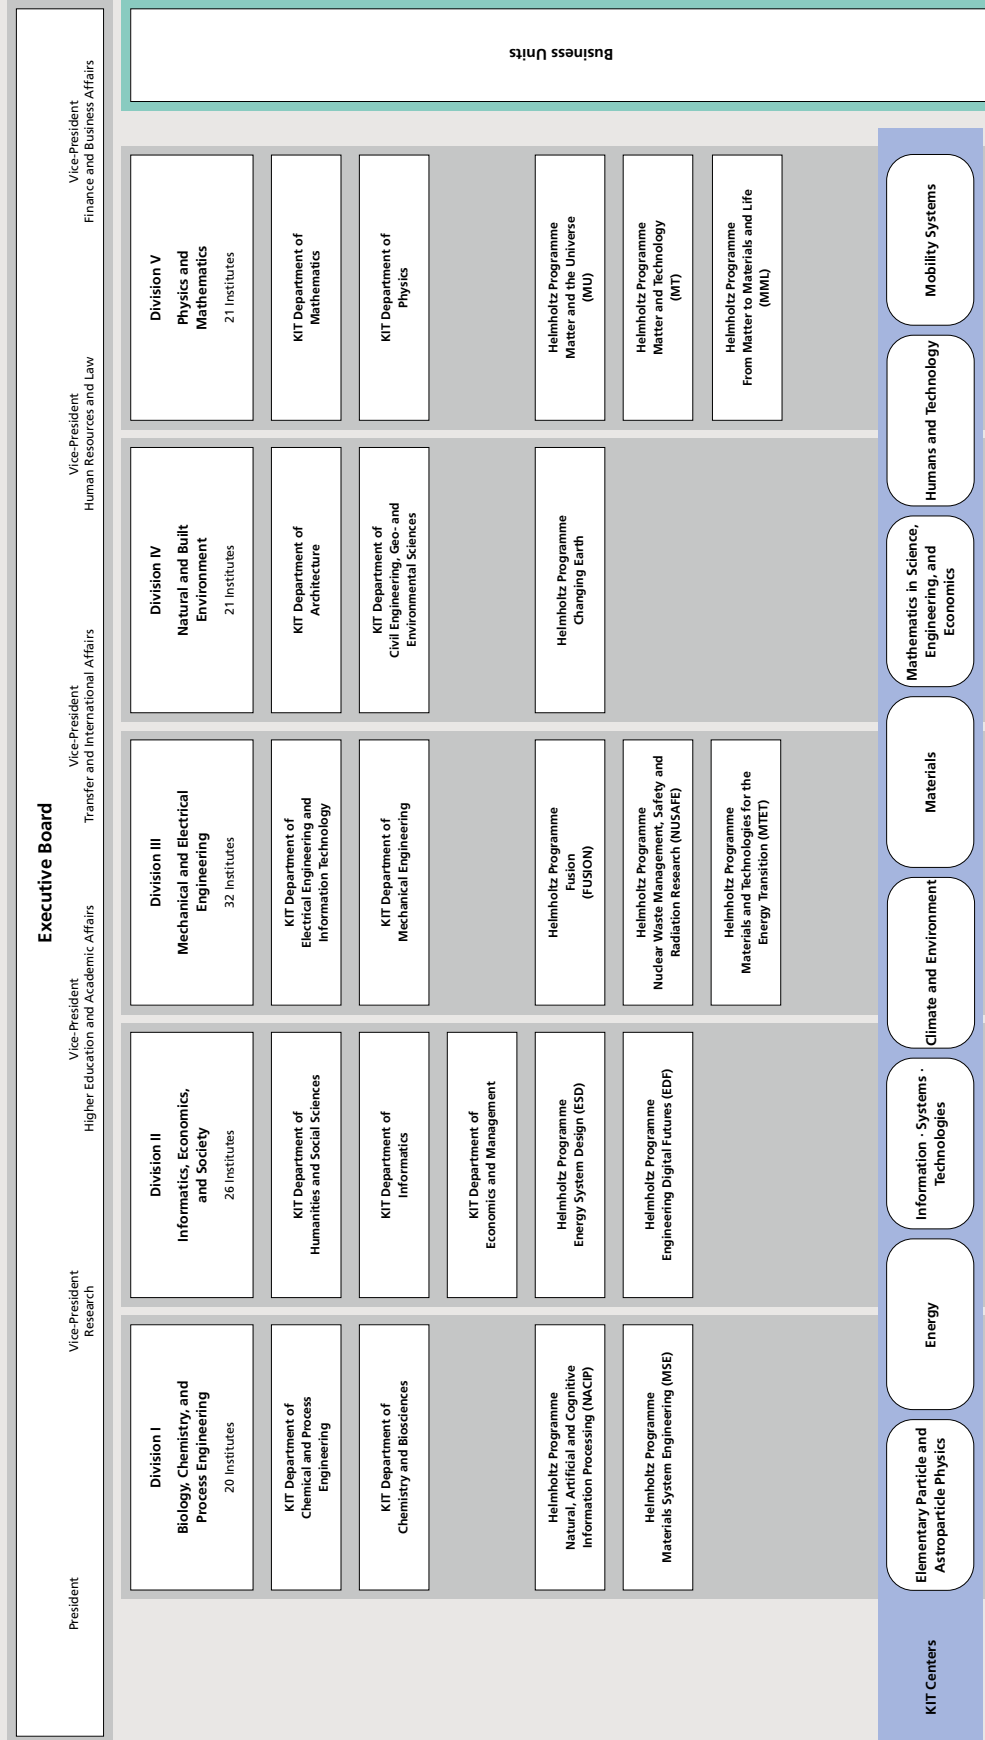 Executive Board
President
Vice-President
Research
Vice-President
Higher Education and Academic Affairs
Vice-President
Transfer and International Affairs
Vice-President
Human Resources and Law
Vice-President
Finance and Business Affairs
Division I
Biology, Chemistry, and
Process Engineering
20 Institutes
KIT Department of
Chemical and Process
Engineering
KIT Department of
Chemistry and Biosciences
Helmholtz Programme
Natural, Artificial and Cognitive
Information Processing (NACIP)
Helmholtz Programme
Materials System Engineering (MSE)
Division II
Informatics, Economics,
and Society
26 Institutes
KIT Department of
Humanities and Social Sciences
KIT Department of
Informatics
KIT Department of
Economics and Management
Helmholtz Programme
Energy System Design (ESD)
Helmholtz Programme
Engineering Digital Futures (EDF)
Division III
Mechanical and Electrical
Engineering
32 Institutes
KIT Department of
Electrical Engineering and
Information Technology
KIT Department of
Mechanical Engineering
Helmholtz Programme
Fusion
(FUSION)
Helmholtz Programme
Nuclear Waste Management, Safety and
Radiation Research (NUSAFE)
Helmholtz Programme
Materials and Technologies for the
Energy Transition (MTET)
Division IV
Natural and Built
Environment
21 Institutes
KIT Department of
Architecture
KIT Department of
Civil Engineering, Geo- and
Environmental Sciences
Helmholtz Programme
Changing Earth
Division V
Physics and
Mathematics
21 Institutes
KIT Department of
Mathematics
KIT Department of
Physics
Helmholtz Programme
Matter and the Universe
(MU)
Helmholtz Programme
Matter and Technology
(MT)
Helmholtz Programme
From Matter to Materials and Life
(MML)
Business Units
KIT Centers
Elementary Particle and
Astroparticle Physics
Energy
Information · Systems ·
Technologies
Climate and Environment
Materials
Mathematics in Science,
Engineering, and
Economics
Humans and Technology
Mobility Systems